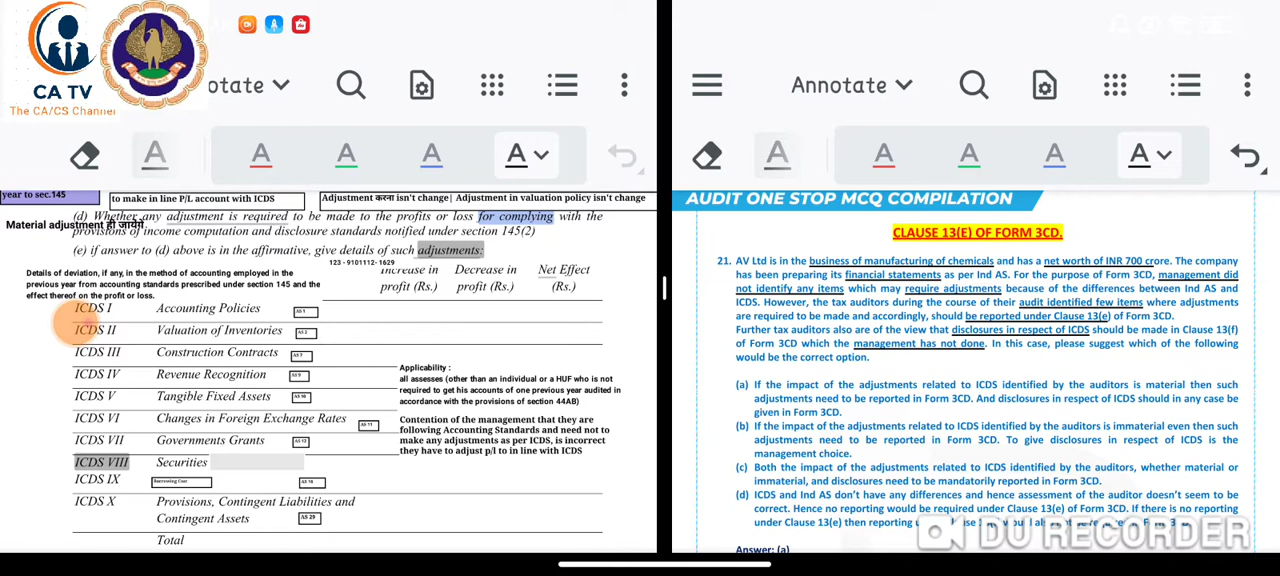 CA TV
The CA/CS Channel
otate
Annotate
A
A A A A
A
A A A A
year to sec.145
to make in line P/L account with ICDS
Adjustment करना isn't change| Adjustment in valuation policy isn't change
(d) Whether any adjustment is required to be made to the profits or loss for complying with the
Material adjustment ही जायेगें
provisions of income computation and disclosure standards notified under section 145(2)
(e) if answer to (d) above is in the affirmative, give details of such adjustments:
123 - 9101112- 1629
Details of deviation, if any, in the method of accounting employed in the
previous year from accounting standards prescribed under section 145 and the
effect thereof on the profit or loss.
Increase in Decrease in Net Effect
profit (Rs.) profit (Rs.) (Rs.)
ICDS I Accounting Policies AS 1
ICDS II Valuation of Inventories AS 2
ICDS III Construction Contracts AS 7
ICDS IV Revenue Recognition AS 9
ICDS V Tangible Fixed Assets AS 10
ICDS VI Changes in Foreign Exchange Rates AS 11
ICDS VII Governments Grants AS 12
ICDS VIII Securities
ICDS IX Borrowing Cost AS 16
ICDS X Provisions, Contingent Liabilities and
Contingent Assets AS 29
Total
Applicability :
all assesses (other than an individual or a HUF who is not
required to get his accounts of one previous year audited in
accordance with the provisions of section 44AB)
Contention of the management that they are
following Accounting Standards and need not to
make any adjustments as per ICDS, is incorrect
they have to adjust p/l to in line with ICDS
AUDIT ONE STOP MCQ COMPILATION
CLAUSE 13(E) OF FORM 3CD.
21. AV Ltd is in the business of manufacturing of chemicals and has a net worth of INR 700 crore. The company
has been preparing its financial statements as per Ind AS. For the purpose of Form 3CD, management did
not identify any items which may require adjustments because of the differences between Ind AS and
ICDS. However, the tax auditors during the course of their audit identified few items where adjustments
are required to be made and accordingly, should be reported under Clause 13(e) of Form 3CD.
Further tax auditors also are of the view that disclosures in respect of ICDS should be made in Clause 13(f)
of Form 3CD which the management has not done. In this case, please suggest which of the following
would be the correct option.
(a) If the impact of the adjustments related to ICDS identified by the auditors is material then such
adjustments need to be reported in Form 3CD. And disclosures in respect of ICDS should in any case be
given in Form 3CD.
(b) If the impact of the adjustments related to ICDS identified by the auditors is immaterial even then such
adjustments need to be reported in Form 3CD. To give disclosures in respect of ICDS is the
management choice.
(c) Both the impact of the adjustments related to ICDS identified by the auditors, whether material or
immaterial, and disclosures need to be mandatorily reported in Form 3CD.
(d) ICDS and Ind AS don't have any differences and hence assessment of the auditor doesn't seem to be
correct. Hence no reporting would be required under Clause 13(e) of Form 3CD. If there is no reporting
under Clause 13(e) then reporting
Answer: (a)
DU RECORDER